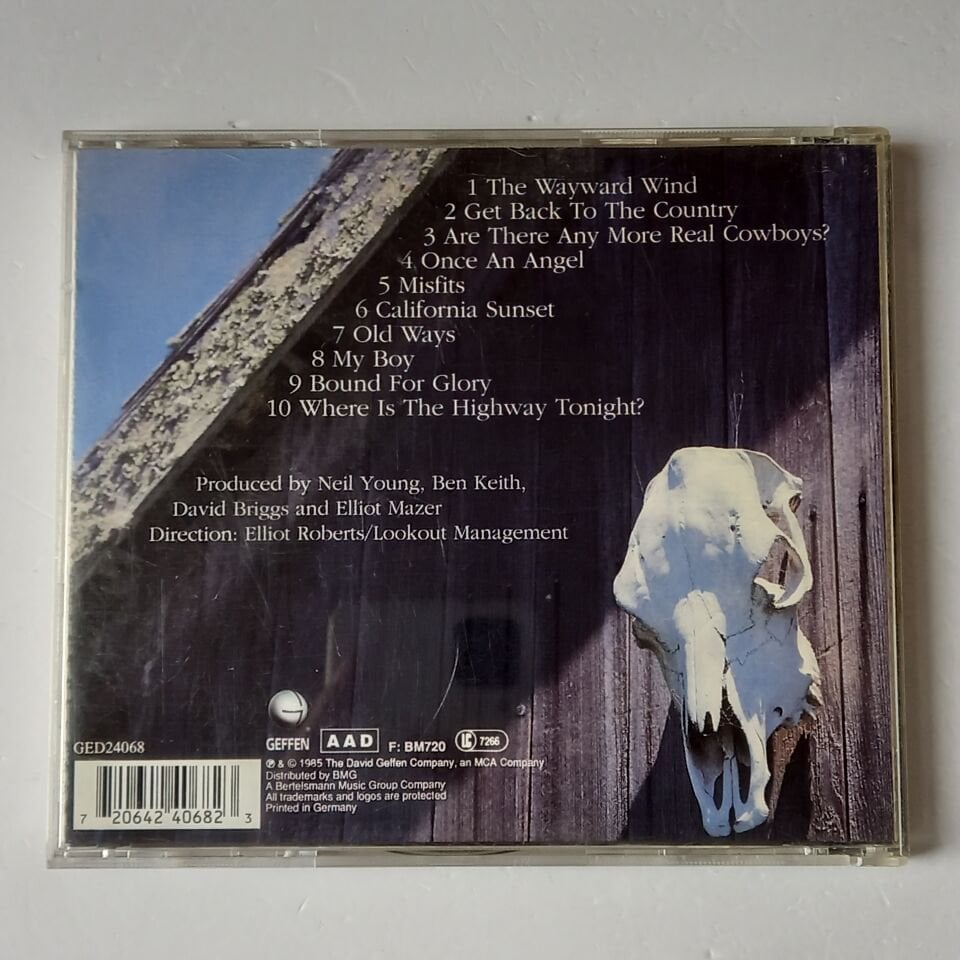 1 The Wayward Wind
2 Get Back To The Country
3 Are There Any More Real Cowboys?
4 Once An Angel
5 Misfits
6 California Sunset
7 Old Ways
8 My Boy
9 Bound For Glory
10 Where Is The Highway Tonight?
Produced by Neil Young, Ben Keith,
David Briggs and Elliot Mazer
Direction: Elliot Roberts/Lookout Management
GED24068
GEFFEN AAD F: BM720 LC 7266
℗ & © 1985 The David Geffen Company, an MCA Company
Distributed by BMG
A Bertelsmann Music Group Company
All trademarks and logos are protected
Printed in Germany
7 20642 40682 3